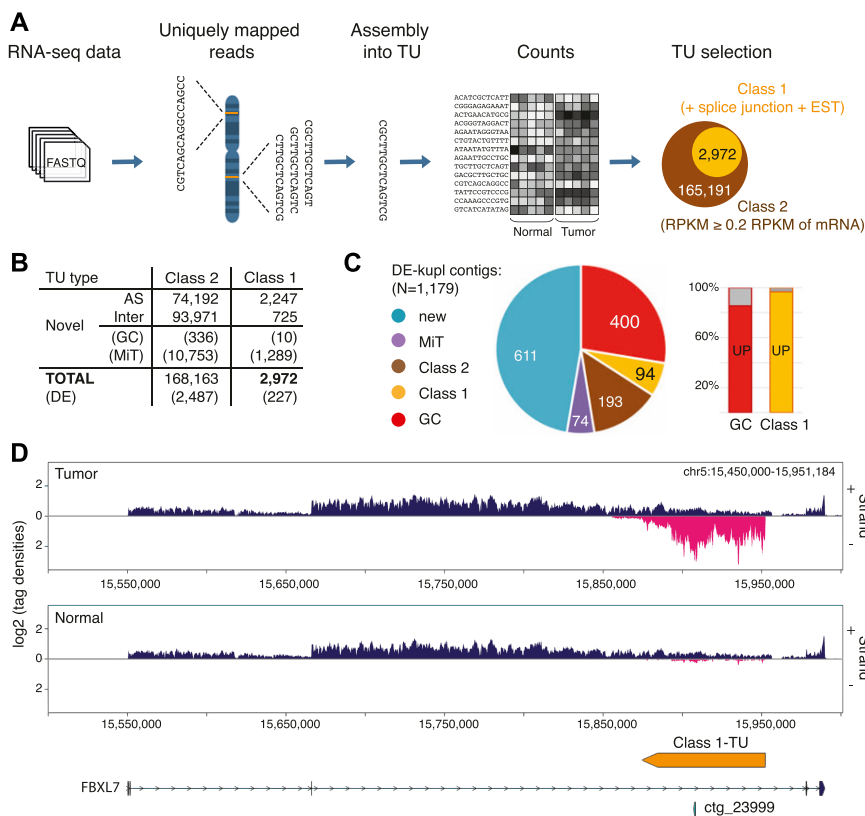 A
RNA-seq data
Uniquely mapped
reads
Assembly
into TU
Counts
TU selection
FASTQ
CGTCAGCAGGCCAGCC
CTTGCTCAGTCG
GCTTGCTCAGTC
CGCTTGCTCAGT
CGCTTGCTCAGTCG
ACATCGCTCATT
CGGGAGAGAAAT
ACTGAACATGCG
ACGGGTAGGACT
AGAATAGGGTAA
CTGTACTGTTTT
ATAATATGTTTA
AGAATTGCCTGC
TGCTTGCTCAGT
GACGCTTGCTGC
CGTCAGCAGGCC
TATTCCGTCCCG
CCAAAGCCCGTG
GTCATCATATAG
Normal
Tumor
Class 1
(+ splice junction + EST)
2,972
165,191
Class 2
(RPKM ≥ 0.2 RPKM of mRNA)
B
TU type Class 2 Class 1
Novel
AS 74,192 2,247
Inter 93,971 725
(GC) (336) (10)
(MiT) (10,753) (1,289)
TOTAL 168,163 2,972
(DE) (2,487) (227)
C
DE-kupl contigs:
(N=1,179)
new
MiT
Class 2
Class 1
GC
611
400
94
193
74
100%
60%
20%
UP
UP
GC Class 1
D
log2 (tag densities)
Tumor
chr5:15,450,000-15,951,184
2
0
2
+ Strand -
15,550,000 15,650,000 15,750,000 15,850,000 15,950,000
Normal
2
0
2
+ Strand -
15,550,000 15,650,000 15,750,000 15,850,000 15,950,000
Class 1-TU
FBXL7
ctg_23999